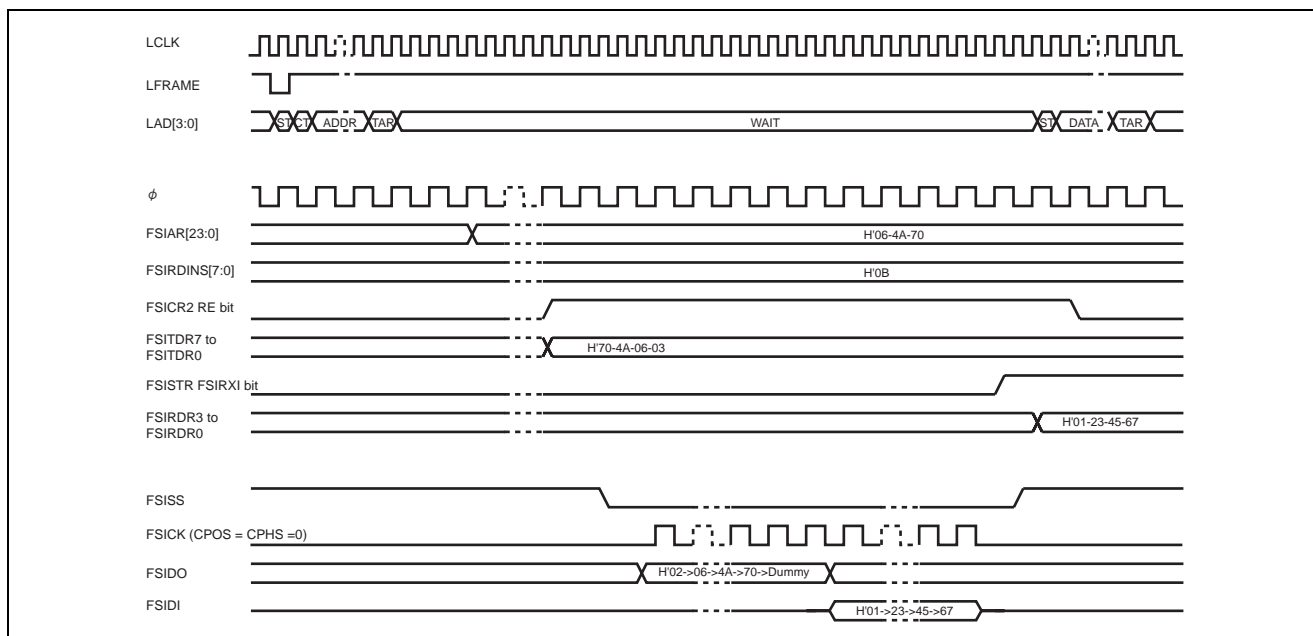 LCLK
LFRAME
LAD[3:0] ST CT ADDR TAR WAIT ST DATA TAR
ϕ
FSIAR[23:0] H'06-4A-70
FSIRDINS[7:0] H'0B
FSICR2 RE bit
FSITDR7 to
FSITDR0 H'70-4A-06-03
FSISTR FSIRXI bit
FSIRDR3 to
FSIRDR0 H'01-23-45-67
FSISS
FSICK (CPOS = CPHS =0)
FSIDO H'02->06->4A->70->Dummy
FSIDI H'01->23->45->67